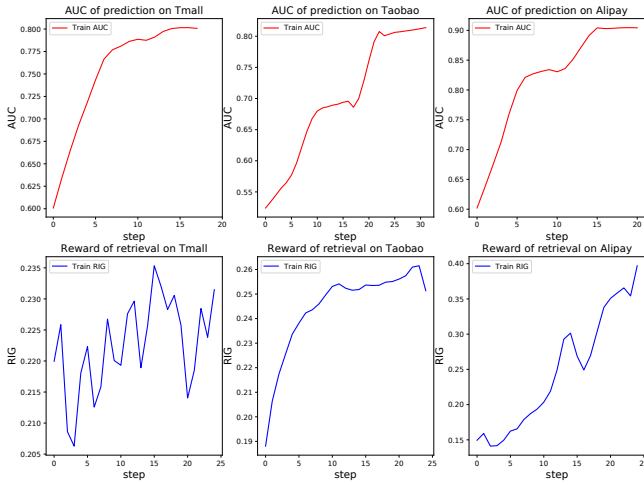 AUC of prediction on Tmall
AUC of prediction on Taobao
AUC of prediction on Alipay
Train AUC
Train AUC
Train AUC
0.800
0.775
0.750
0.725
0.700
0.675
0.650
0.625
0.600
AUC
0 5 10 15 20
step
0.80
0.75
0.70
0.65
0.60
0.55
AUC
0 5 10 15 20 25 30
step
0.90
0.85
0.80
0.75
0.70
0.65
0.60
AUC
0 5 10 15 20
step
Reward of retrieval on Tmall
Reward of retrieval on Taobao
Reward of retrieval on Alipay
Train RIG
Train RIG
Train RIG
0.235
0.230
0.225
0.220
0.215
0.210
0.205
RIG
0 5 10 15 20 25
step
0.26
0.25
0.24
0.23
0.22
0.21
0.20
0.19
RIG
0 5 10 15 20 25
step
0.40
0.35
0.30
0.25
0.20
0.15
RIG
0 5 10 15 20 25
step